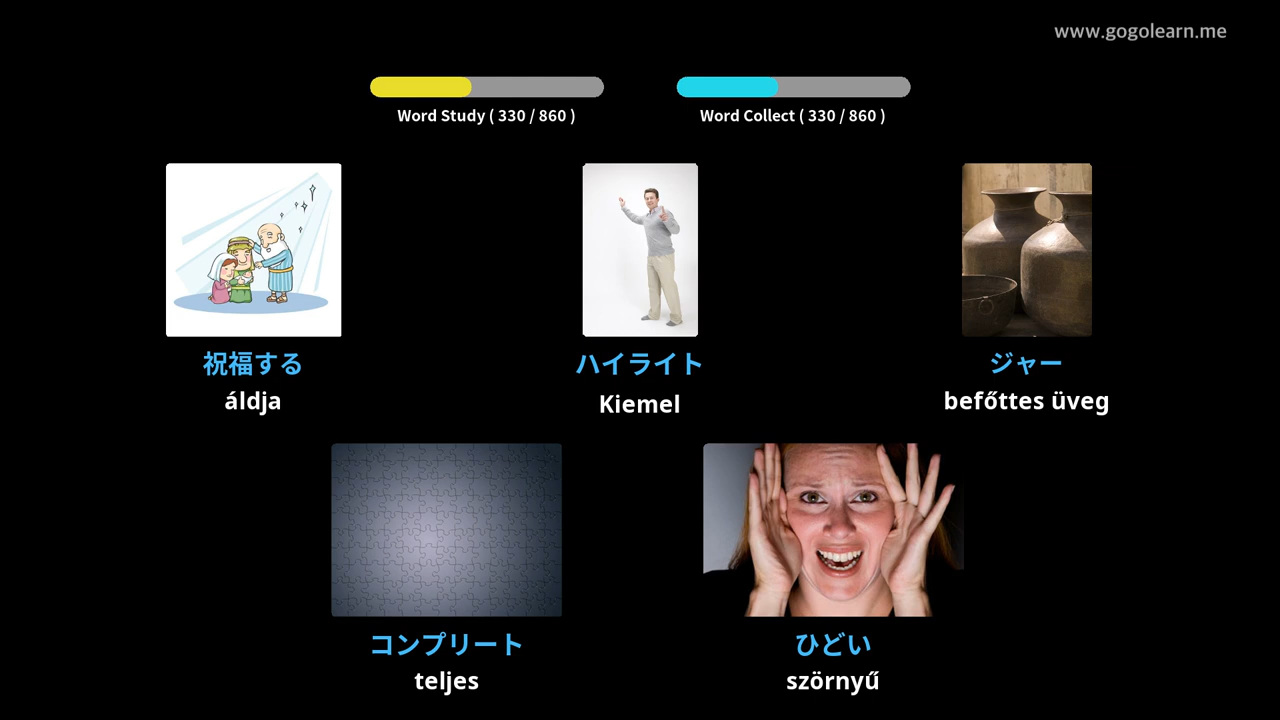 www.gogolearn.me
Word Study ( 330 / 860 )
Word Collect ( 330 / 860 )
祝福する
áldja
ハイライト
Kiemel
ジャー
befőttes üveg
コンプリート
teljes
ひどい
szörnyű